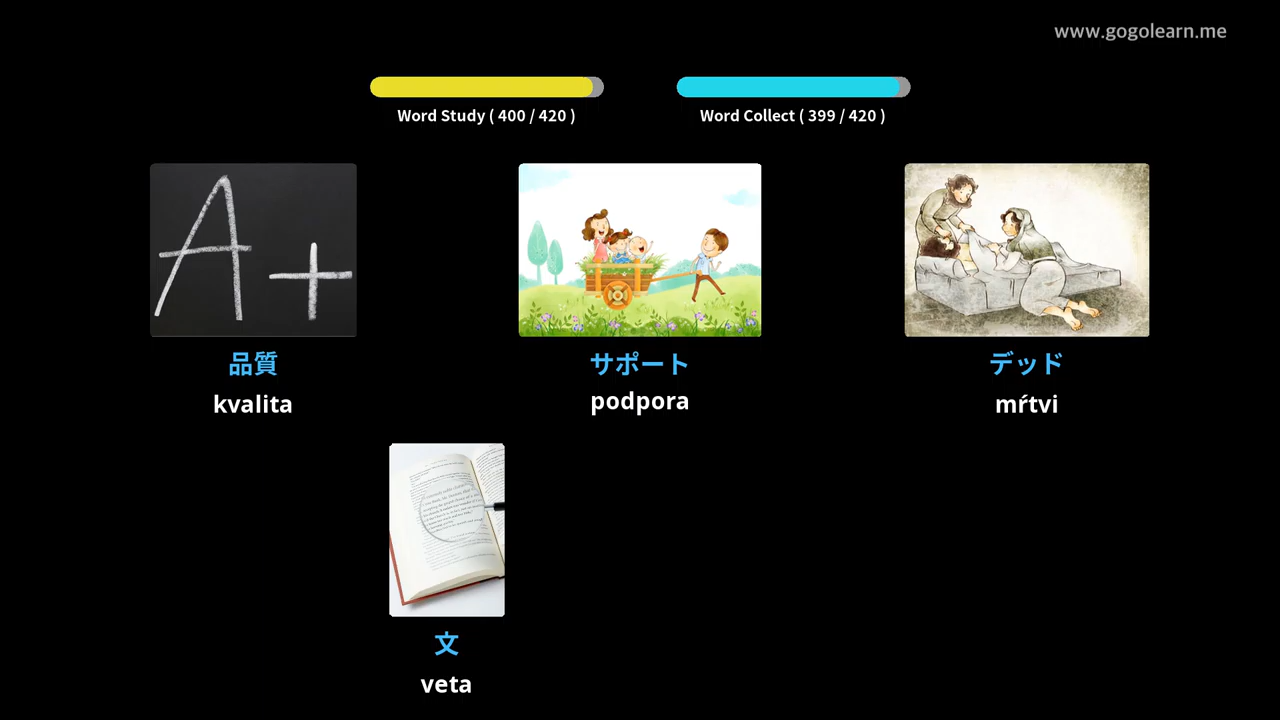 www.gogolearn.me
Word Study ( 400 / 420 )
Word Collect ( 399 / 420 )
A+
品質
kvalita
サポート
podpora
デッド
mŕtvi
文
veta